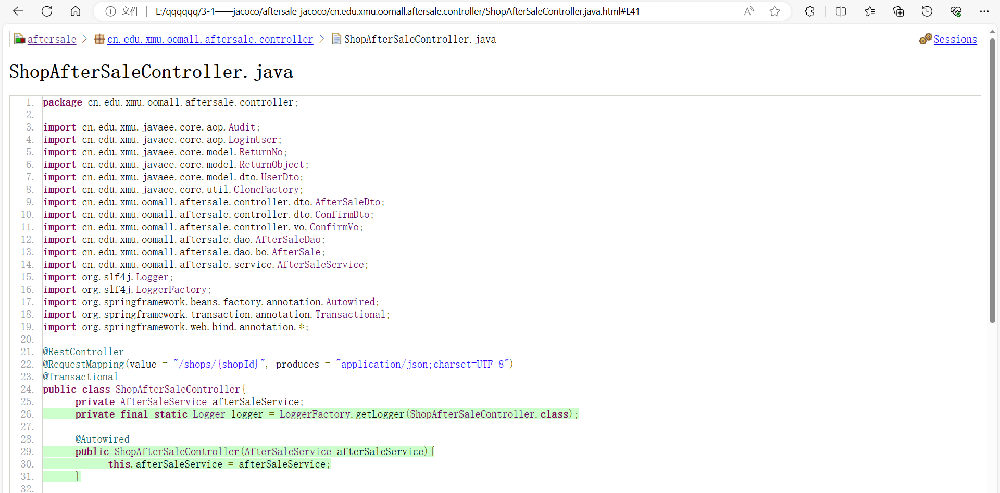 文件 | E:/qqqqqq/3-1——jacoco/aftersale_jacoco/cn.edu.xmu.oomall.aftersale.controller/ShopAfterSaleController.java.html#L41
aftersale > cn.edu.xmu.oomall.aftersale.controller > ShopAfterSaleController.java Sessions
ShopAfterSaleController.java
1. package cn.edu.xmu.oomall.aftersale.controller;
2.
3. import cn.edu.xmu.javaee.core.aop.Audit;
4. import cn.edu.xmu.javaee.core.aop.LoginUser;
5. import cn.edu.xmu.javaee.core.model.ReturnNo;
6. import cn.edu.xmu.javaee.core.model.ReturnObject;
7. import cn.edu.xmu.javaee.core.model.dto.UserDto;
8. import cn.edu.xmu.javaee.core.util.CloneFactory;
9. import cn.edu.xmu.oomall.aftersale.controller.dto.AfterSaleDto;
10. import cn.edu.xmu.oomall.aftersale.controller.dto.ConfirmDto;
11. import cn.edu.xmu.oomall.aftersale.controller.vo.ConfirmVo;
12. import cn.edu.xmu.oomall.aftersale.dao.AfterSaleDao;
13. import cn.edu.xmu.oomall.aftersale.dao.bo.AfterSale;
14. import cn.edu.xmu.oomall.aftersale.service.AfterSaleService;
15. import org.slf4j.Logger;
16. import org.slf4j.LoggerFactory;
17. import org.springframework.beans.factory.annotation.Autowired;
18. import org.springframework.transaction.annotation.Transactional;
19. import org.springframework.web.bind.annotation.*;
20.
21. @RestController
22. @RequestMapping(value = "/shops/{shopId}", produces = "application/json;charset=UTF-8")
23. @Transactional
24. public class ShopAfterSaleController{
25. private AfterSaleService afterSaleService;
26. private final static Logger logger = LoggerFactory.getLogger(ShopAfterSaleController.class);
27.
28. @Autowired
29. public ShopAfterSaleController(AfterSaleService afterSaleService){
30. this.afterSaleService = afterSaleService;
31. }
32.